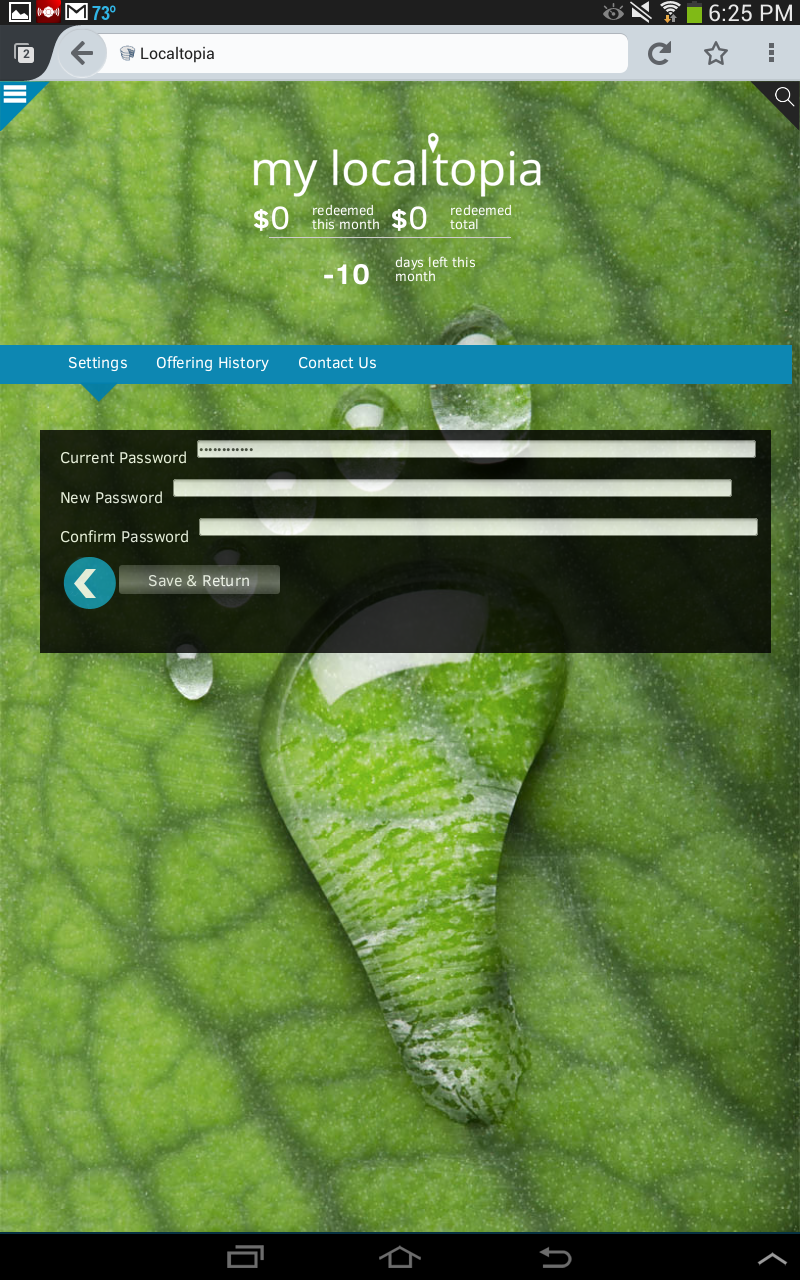 73° 6:25 PM
2 Localtopia
my localtopia
$0 redeemed this month $0 redeemed total
-10 days left this month
Settings Offering History Contact Us
Current Password ············
New Password
Confirm Password
Save & Return